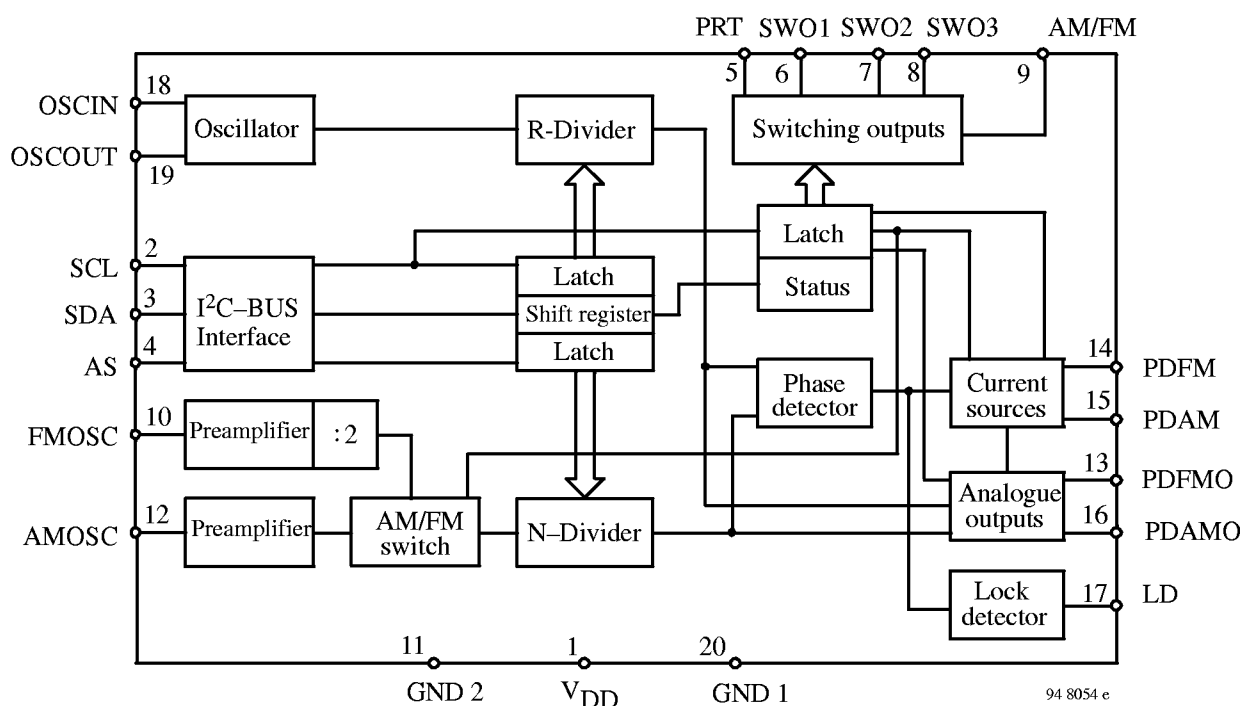 PRT SWO1 SWO2 SWO3 AM/FM
5 6 7 8 9
18
OSCIN
Oscillator
R-Divider
Switching outputs
OSCOUT
19
2
SCL
Latch
Latch
3
SDA
I²C–BUS
Interface
Shift register
Status
4
AS
Latch
14
PDFM
Phase
detector
Current
sources
15
PDAM
10
FMOSC
Preamplifier :2
13
PDFMO
Analogue
outputs
12
AMOSC
Preamplifier
AM/FM
switch
N–Divider
16
PDAMO
Lock
detector
17
LD
11 1 20
GND 2 VDD GND 1
94 8054 e